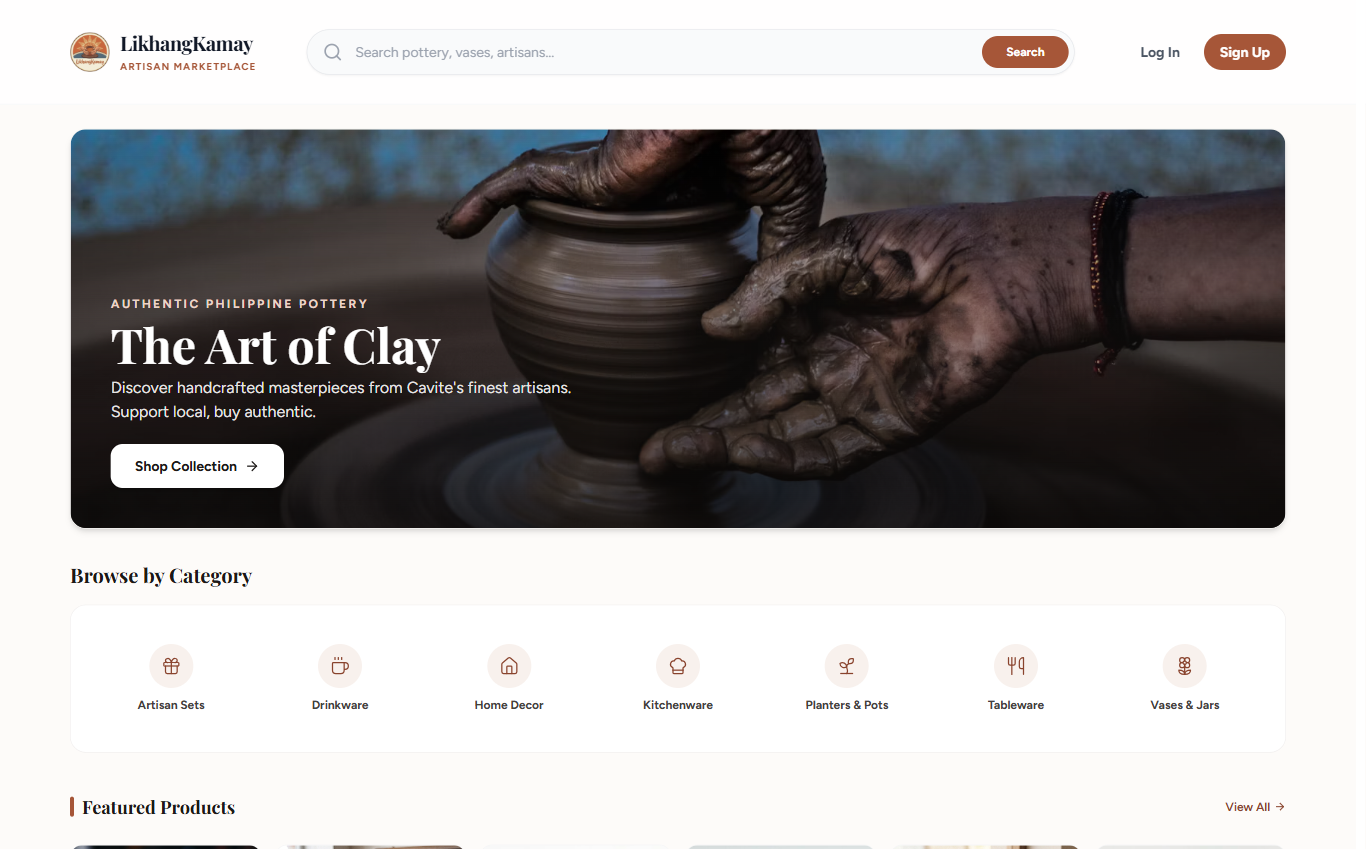 LikhangKamay
ARTISAN MARKETPLACE
Search pottery, vases, artisans...
Search
Log In
Sign Up
AUTHENTIC PHILIPPINE POTTERY
The Art of Clay
Discover handcrafted masterpieces from Cavite's finest artisans.
Support local, buy authentic.
Shop Collection
Browse by Category
Artisan Sets
Drinkware
Home Decor
Kitchenware
Planters & Pots
Tableware
Vases & Jars
Featured Products
View All